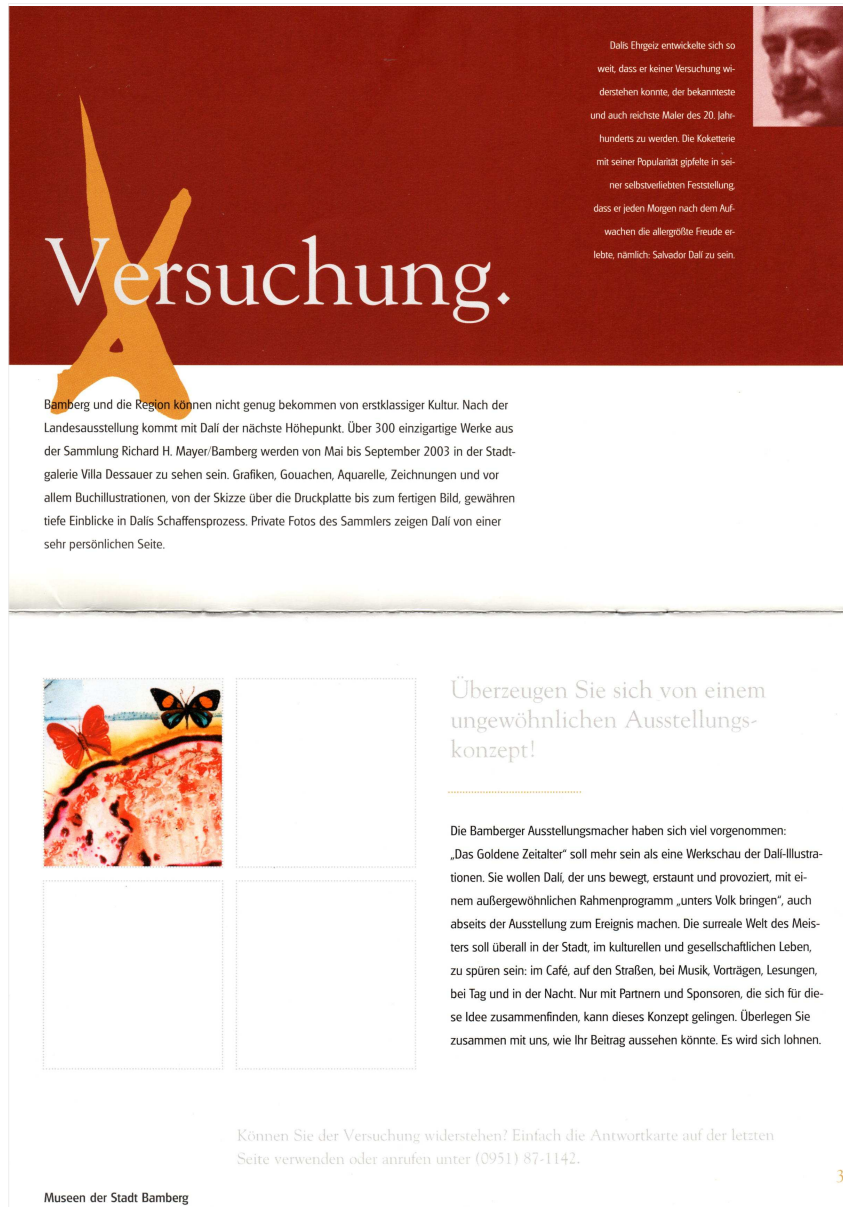 Dalís Ehrgeiz entwickelte sich so
weit, dass er keiner Versuchung wi-
derstehen konnte, der bekannteste
und auch reichste Maler des 20. Jahr-
hunderts zu werden. Die Koketterie
mit seiner Popularität gipfelte in sei-
ner selbstverliebten Feststellung,
dass er jeden Morgen nach dem Auf-
wachen die allergrößte Freude er-
lebte, nämlich: Salvador Dalí zu sein.
Versuchung.
Bamberg und die Region können nicht genug bekommen von erstklassiger Kultur. Nach der
Landesausstellung kommt mit Dalí der nächste Höhepunkt. Über 300 einzigartige Werke aus
der Sammlung Richard H. Mayer/Bamberg werden von Mai bis September 2003 in der Stadt-
galerie Villa Dessauer zu sehen sein. Grafiken, Gouachen, Aquarelle, Zeichnungen und vor
allem Buchillustrationen, von der Skizze über die Druckplatte bis zum fertigen Bild, gewähren
tiefe Einblicke in Dalís Schaffensprozess. Private Fotos des Sammlers zeigen Dalí von einer
sehr persönlichen Seite.
Überzeugen Sie sich von einem
ungewöhnlichen Ausstellungs-
konzept!
Die Bamberger Ausstellungsmacher haben sich viel vorgenommen:
„Das Goldene Zeitalter“ soll mehr sein als eine Werkschau der Dalí-Illustra-
tionen. Sie wollen Dalí, der uns bewegt, erstaunt und provoziert, mit ei-
nem außergewöhnlichen Rahmenprogramm „unters Volk bringen“, auch
abseits der Ausstellung zum Ereignis machen. Die surreale Welt des Meis-
ters soll überall in der Stadt, im kulturellen und gesellschaftlichen Leben,
zu spüren sein: im Café, auf den Straßen, bei Musik, Vorträgen, Lesungen,
bei Tag und in der Nacht. Nur mit Partnern und Sponsoren, die sich für die-
se Idee zusammenfinden, kann dieses Konzept gelingen. Überlegen Sie
zusammen mit uns, wie Ihr Beitrag aussehen könnte. Es wird sich lohnen.
Können Sie der Versuchung widerstehen? Einfach die Antwortkarte auf der letzten
Seite verwenden oder anrufen unter (0951) 87-1142.
3
Museen der Stadt Bamberg